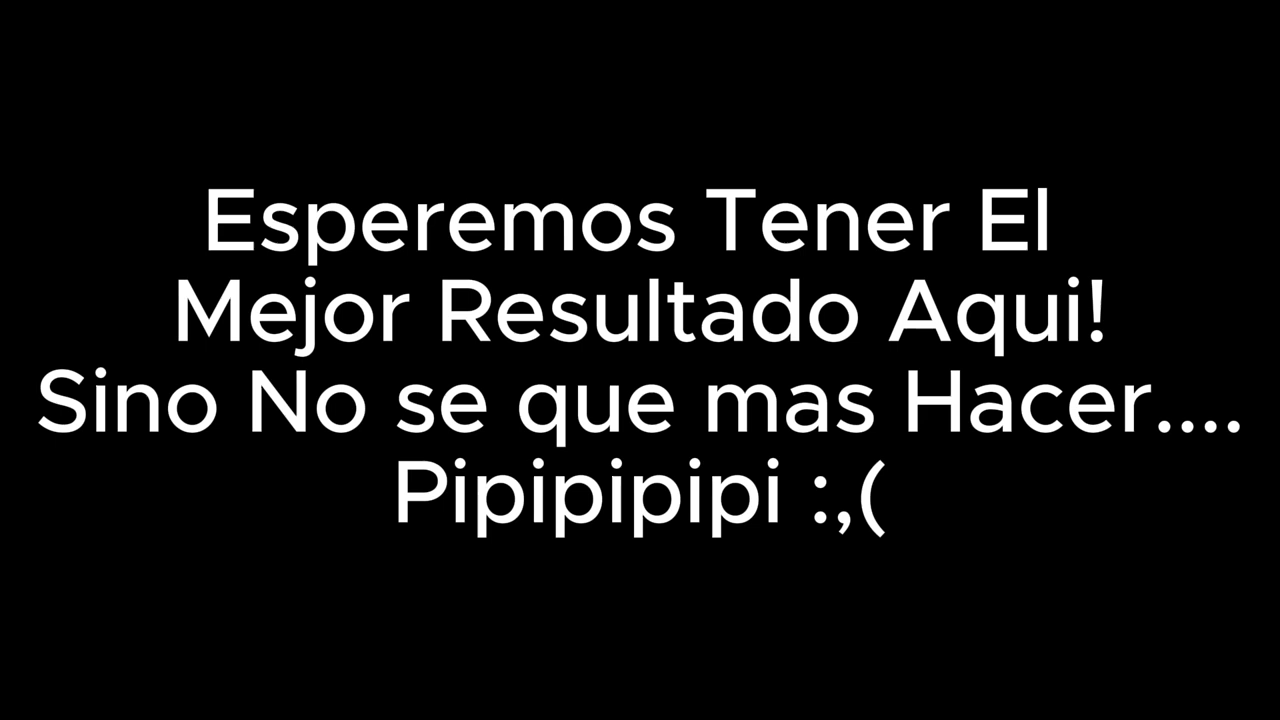 Esperemos Tener El
Mejor Resultado Aqui!
Sino No se que mas Hacer....
Pipipipipi :,(